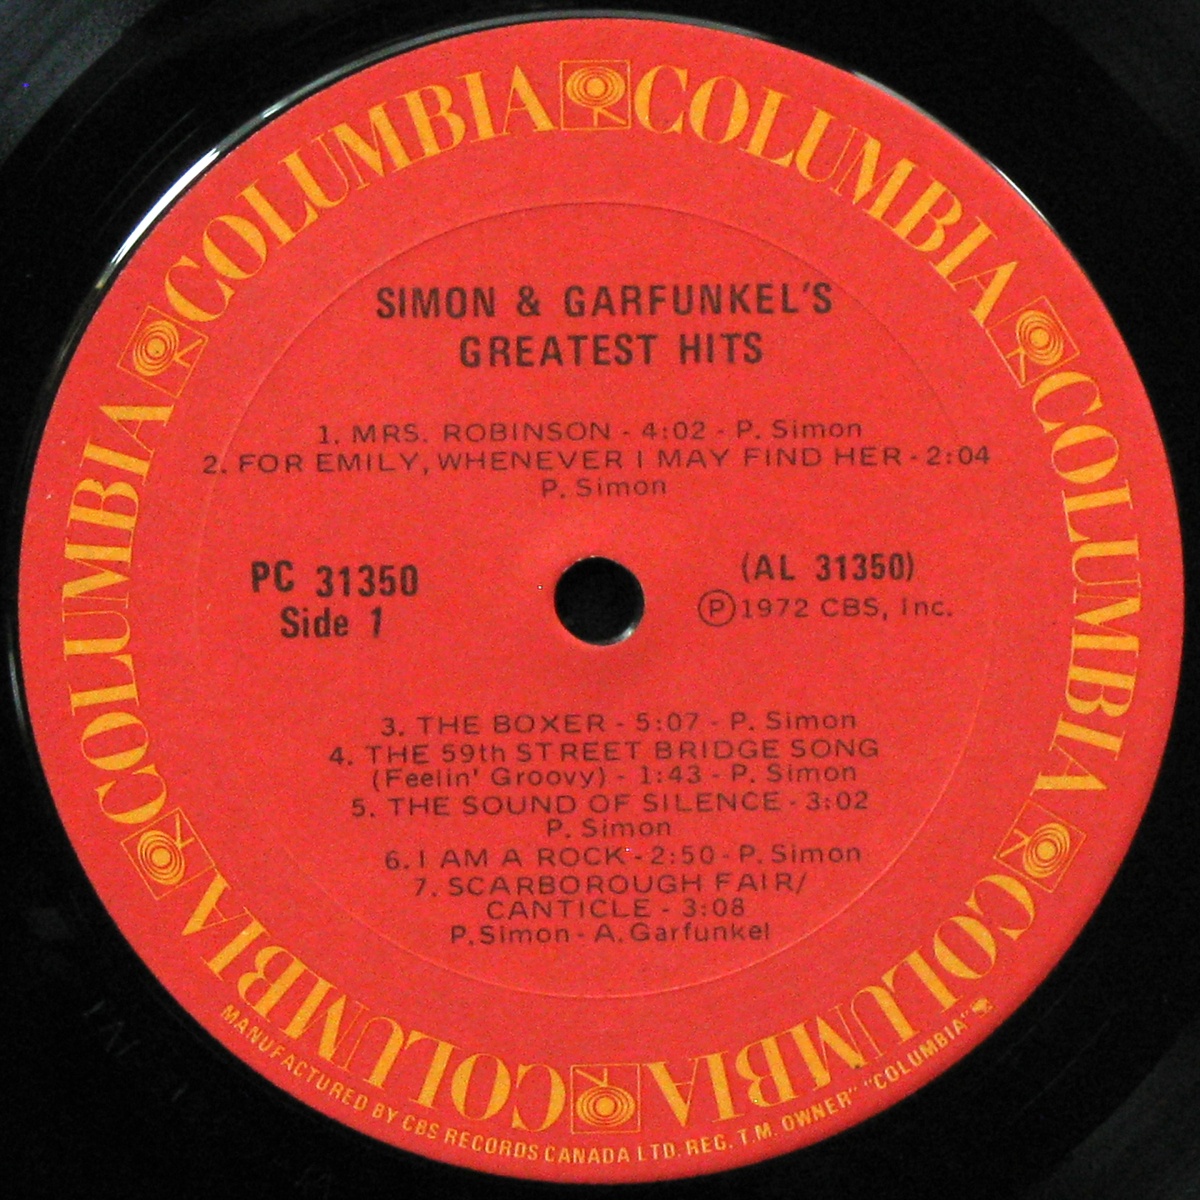 COLUMBIA COLUMBIA COLUMBIA COLUMBIA COLUMBIA COLUMBIA
SIMON & GARFUNKEL'S
GREATEST HITS
1. MRS. ROBINSON - 4:02 - P. Simon
2. FOR EMILY, WHENEVER I MAY FIND HER - 2:04
P. Simon
PC 31350
Side 1
(AL 31350)
Ⓟ1972 CBS, Inc.
3. THE BOXER - 5:07 - P. Simon
4. THE 59th STREET BRIDGE SONG
(Feelin' Groovy) - 1:43 - P. Simon
5. THE SOUND OF SILENCE - 3:02
P. Simon
6. I AM A ROCK - 2:50 - P. Simon
7. SCARBOROUGH FAIR/
CANTICLE - 3:08
P. Simon - A. Garfunkel
MANUFACTURED BY CBS RECORDS CANADA LTD. REG. T.M. OWNER" "COLUMBIA"